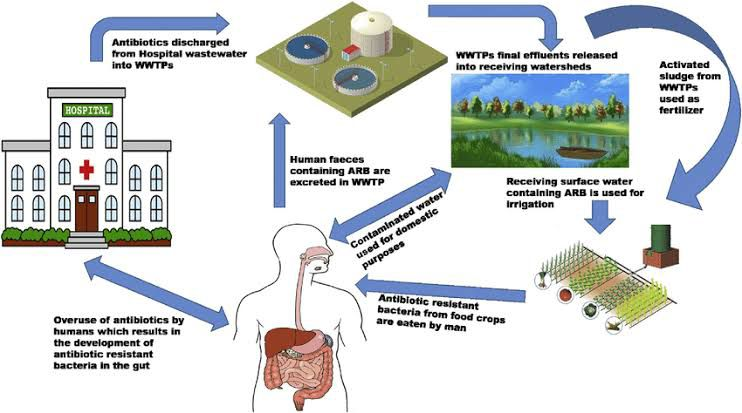 Antibiotics discharged
from Hospital wastewater
into WWTPs
WWTPs final effluents released
into receiving watersheds
Activated
sludge from
WWTPs
used as
fertilizer
HOSPITAL
Human faeces
containing ARB are
excreted in WWTP
Receiving surface water
containing ARB is used for
irrigation
Contaminated water
used for domestic
purposes
Antibiotic resistant
bacteria from food crops
are eaten by man
Overuse of antibiotics by
humans which results in
the development of
antibiotic resistant
bacteria in the gut